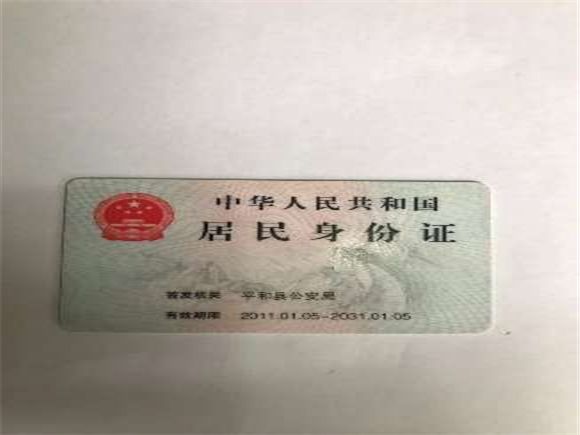 中华人民共和国
居民身份证
签发机关 平和县公安局
有效期限 2011.01.05-2031.01.05